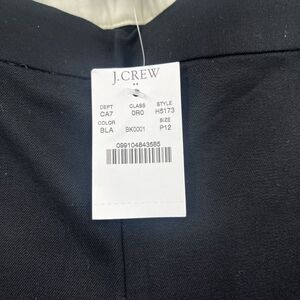 J.CREW
DEPT CLASS STYLE
CA7 0R0 H5173
COLOR SIZE
BLA BK0001 P12
099104843585